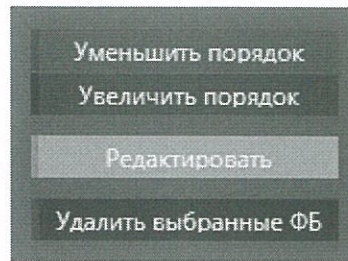 Уменьшить порядок
Увеличить порядок
Редактировать
Удалить выбранные ФБ